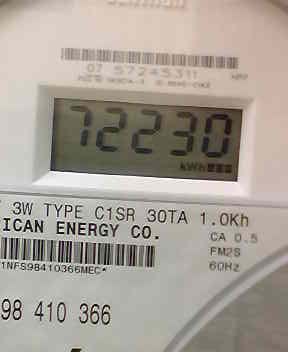 07 57245311
72230
kWh
3W TYPE C1SR 30TA 1.0Kh
ICAN ENERGY CO.
CA 0.5
FM2S
60Hz
1NFS98410366MEC*
98 410 366